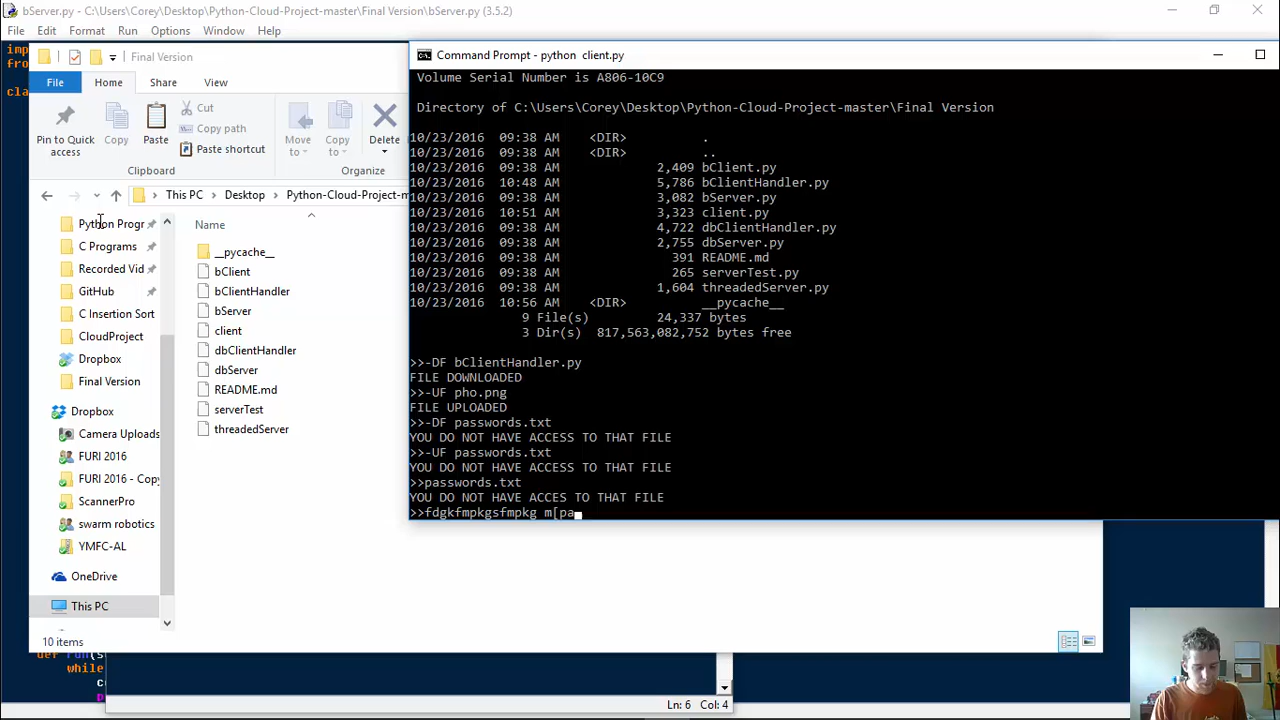 bServer.py - C:\Users\Corey\Desktop\Python-Cloud-Project-master\Final Version\bServer.py (3.5.2)
File Edit Format Run Options Window Help
imp
fro
cla
Final Version
File Home Share View
Pin to Quick access
Copy
Paste
Cut
Copy path
Paste shortcut
Move to
Copy to
Delete
Clipboard
Organize
This PC Desktop Python-Cloud-Project-m
Python Progr
C Programs
Recorded Vid
GitHub
C Insertion Sort
CloudProject
Dropbox
Final Version
Dropbox
Camera Uploads
FURI 2016
FURI 2016 - Copy
ScannerPro
swarm robotics
YMFC-AL
OneDrive
This PC
Name
__pycache__
bClient
bClientHandler
bServer
client
dbClientHandler
dbServer
README.md
serverTest
threadedServer
10 items
Command Prompt - python  client.py
Volume Serial Number is A806-10C9
Directory of C:\Users\Corey\Desktop\Python-Cloud-Project-master\Final Version
10/23/2016  09:38 AM    <DIR>          .
10/23/2016  09:38 AM    <DIR>          ..
10/23/2016  09:38 AM             2,409 bClient.py
10/23/2016  10:48 AM             5,786 bClientHandler.py
10/23/2016  09:38 AM             3,082 bServer.py
10/23/2016  10:51 AM             3,323 client.py
10/23/2016  09:38 AM             4,722 dbClientHandler.py
10/23/2016  09:38 AM             2,755 dbServer.py
10/23/2016  09:38 AM               391 README.md
10/23/2016  09:38 AM               265 serverTest.py
10/23/2016  09:38 AM             1,604 threadedServer.py
10/23/2016  10:56 AM    <DIR>          __pycache__
9 File(s)         24,337 bytes
3 Dir(s)  817,563,082,752 bytes free
>>-DF bClientHandler.py
FILE DOWNLOADED
>>-UF pho.png
FILE UPLOADED
>>-DF passwords.txt
YOU DO NOT HAVE ACCESS TO THAT FILE
>>-UF passwords.txt
YOU DO NOT HAVE ACCESS TO THAT FILE
>>passwords.txt
YOU DO NOT HAVE ACCES TO THAT FILE
>>fdgkfmpkgsfmpkg m[pa
def run(s
while
c
p
Ln: 6 Col: 4